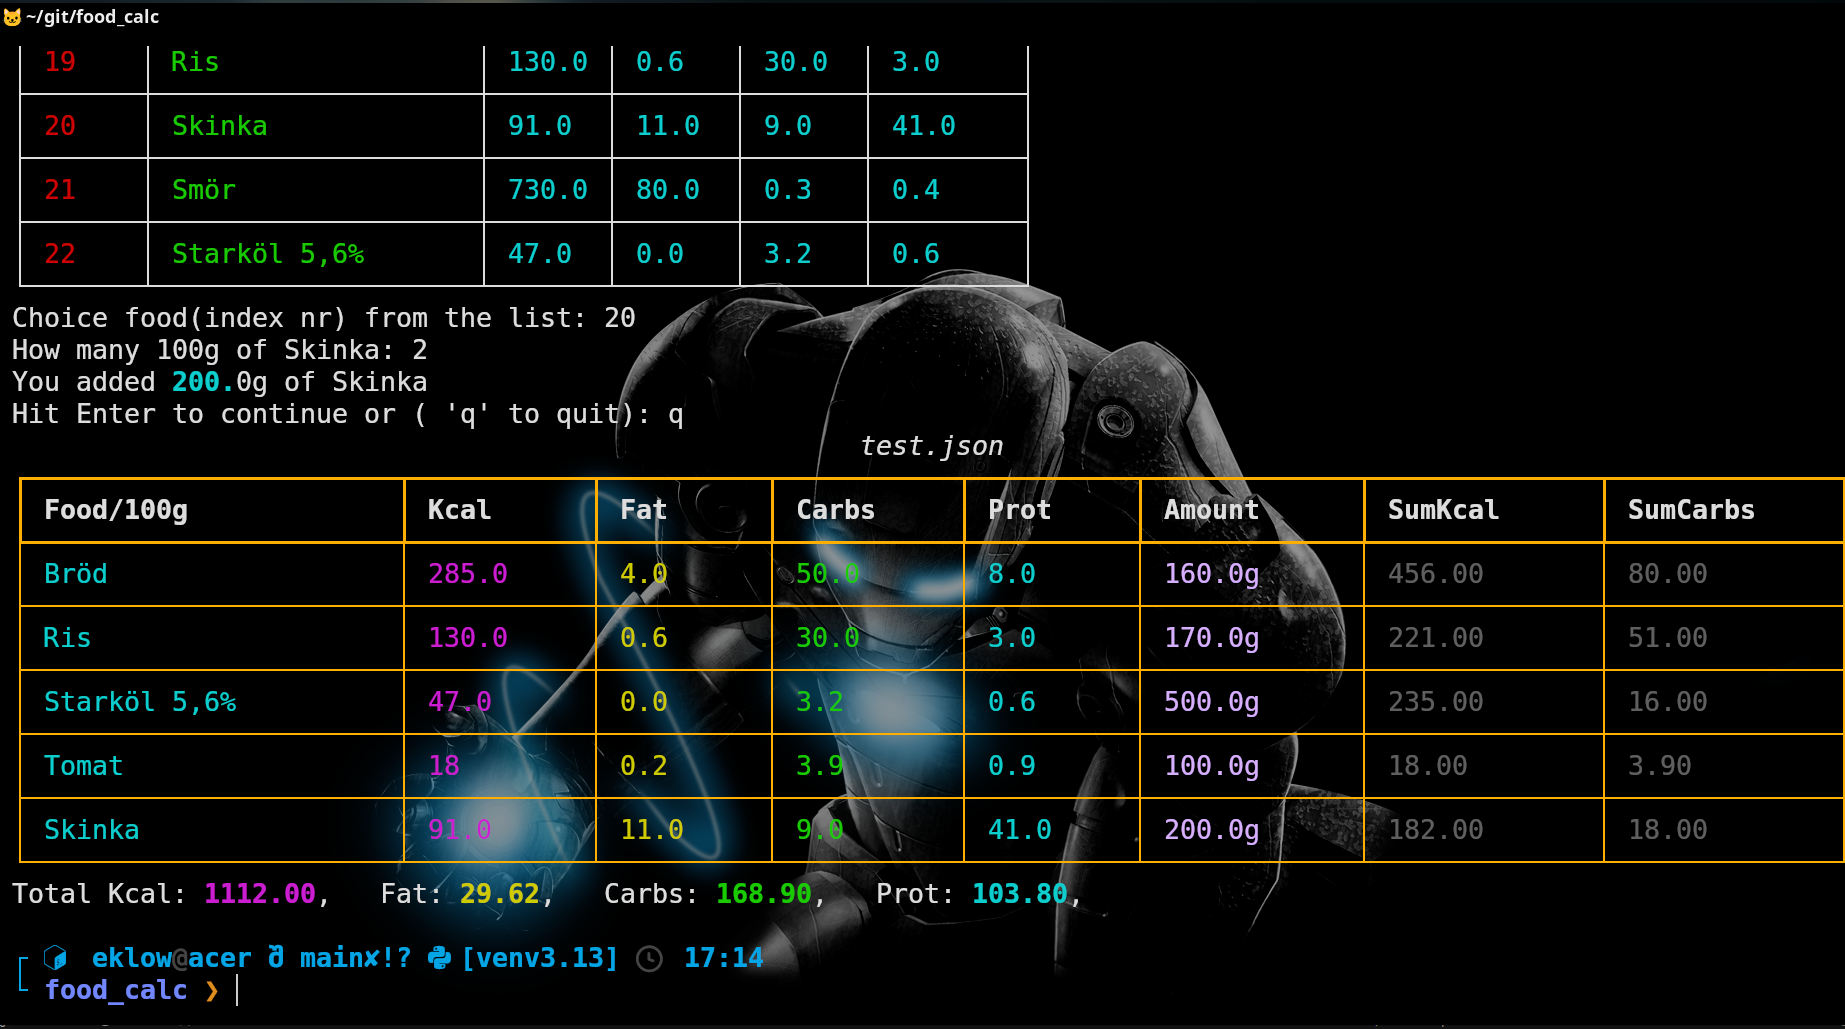 ~/git/food_calc
19 Ris 130.0 0.6 30.0 3.0
20 Skinka 91.0 11.0 9.0 41.0
21 Smör 730.0 80.0 0.3 0.4
22 Starköl 5,6% 47.0 0.0 3.2 0.6
Choice food(index nr) from the list: 20
How many 100g of Skinka: 2
You added 200.0g of Skinka
Hit Enter to continue or ( 'q' to quit): q
test.json
Food/100g Kcal Fat Carbs Prot Amount SumKcal SumCarbs
Bröd 285.0 4.0 50.0 8.0 160.0g 456.00 80.00
Ris 130.0 0.6 30.0 3.0 170.0g 221.00 51.00
Starköl 5,6% 47.0 0.0 3.2 0.6 500.0g 235.00 16.00
Tomat 18 0.2 3.9 0.9 100.0g 18.00 3.90
Skinka 91.0 11.0 9.0 41.0 200.0g 182.00 18.00
Total Kcal: 1112.00, Fat: 29.62, Carbs: 168.90, Prot: 103.80,
eklow@acer main✘!? [venv3.13] 17:14
food_calc ❯